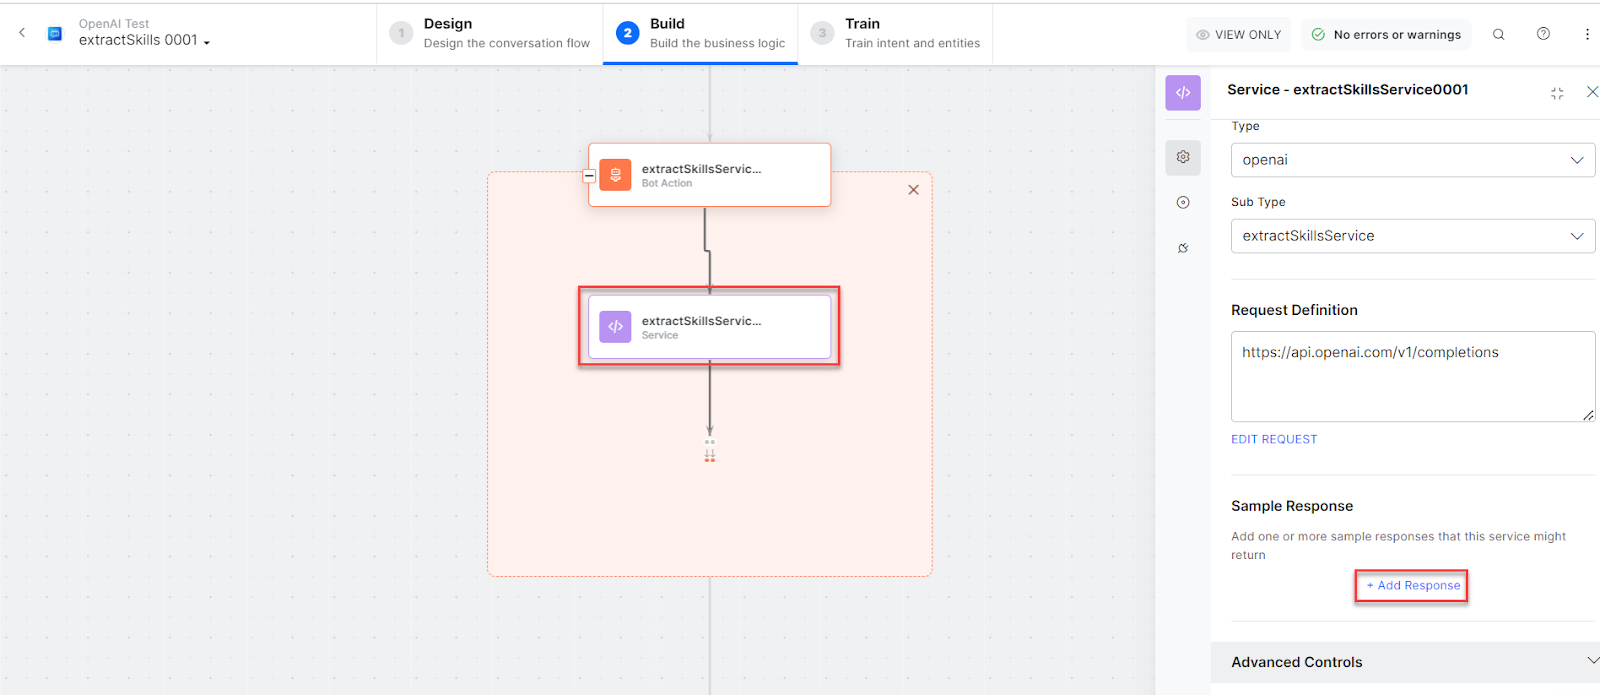 OpenAI Test
extractSkills 0001
1
Design
Design the conversation flow
2
Build
Build the business logic
3
Train
Train intent and entities
VIEW ONLY
No errors or warnings
extractSkillsServic...
Bot Action
</>
extractSkillsServic...
Service
</>
Service - extractSkillsService0001
Type
openai
Sub Type
extractSkillsService
Request Definition
https://api.openai.com/v1/completions
EDIT REQUEST
Sample Response
Add one or more sample responses that this service might
return
+ Add Response
Advanced Controls